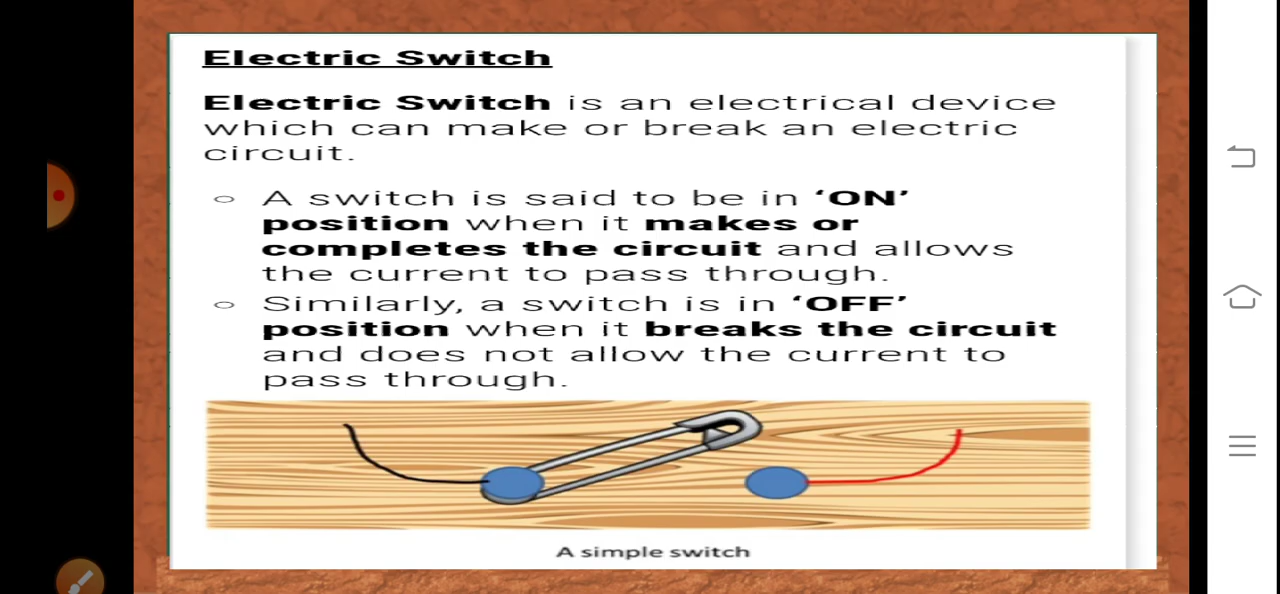 Electric Switch
Electric Switch is an electrical device
which can make or break an electric
circuit.
A switch is said to be in ‘ON’
position when it makes or
completes the circuit and allows
the current to pass through.
Similarly, a switch is in ‘OFF’
position when it breaks the circuit
and does not allow the current to
pass through.
A simple switch